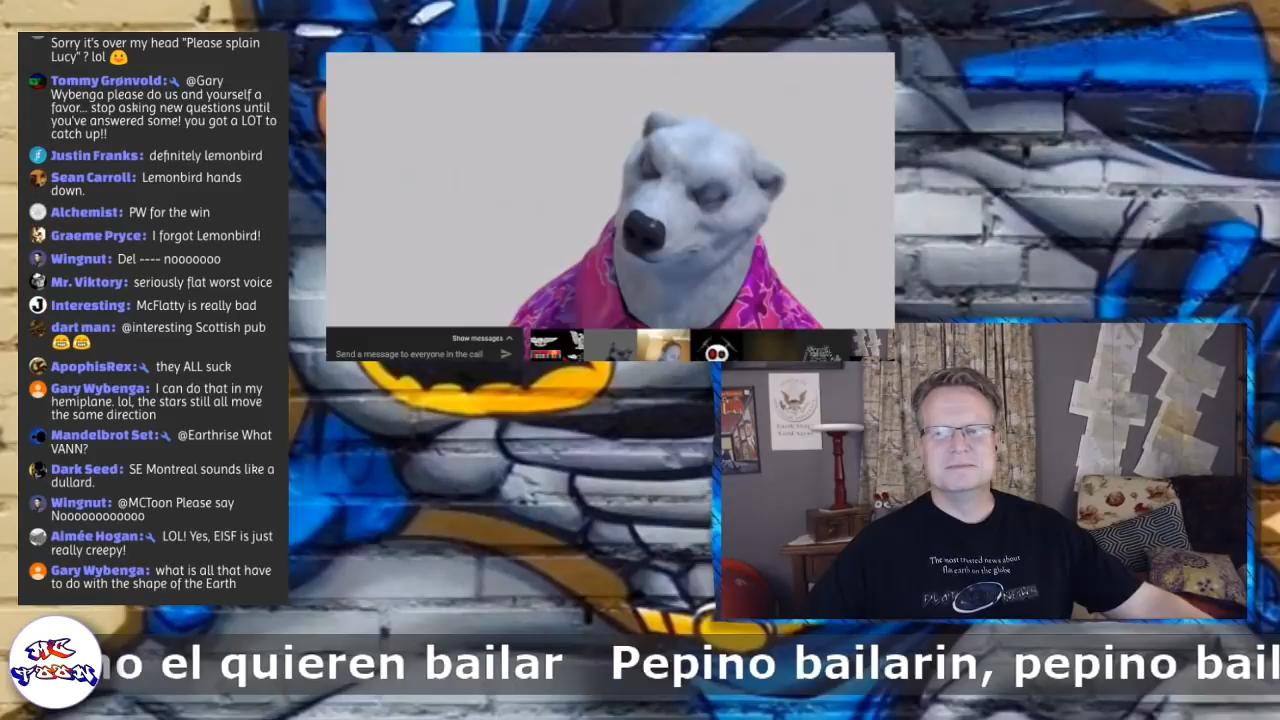 Sorry it's over my head "Please splain
Lucy" ? lol
Tommy Grønvold: @Gary
Wybenga please do us and yourself a
favor... stop asking new questions until
you've answered some! you got a LOT to
catch up!!
Justin Franks: definitely lemonbird
Sean Carroll: Lemonbird hands
down.
Alchemist: PW for the win
Graeme Pryce: I forgot Lemonbird!
Wingnut: Del ---- nooooooo
Mr. Viktory: seriously flat worst voice
Interesting: McFlatty is really bad
dart man: @interesting Scottish pub
ApophisRex: they ALL suck
Gary Wybenga: I can do that in my
hemiplane. lol, the stars still all move
the same direction
Mandelbrot Set: @Earthrise What
VANN?
Dark Seed: SE Montreal sounds like a
dullard.
Wingnut: @MCToon Please say
Noooooooooooo
Aimée Hogan: LOL! Yes, EISF is just
really creepy!
Gary Wybenga: what is all that have
to do with the shape of the Earth
Show messages
Send a message to everyone in the call
The most trusted news about
flat earth on the globe
MC
TOON
no el quieren bailar Pepino bailarin, pepino bail